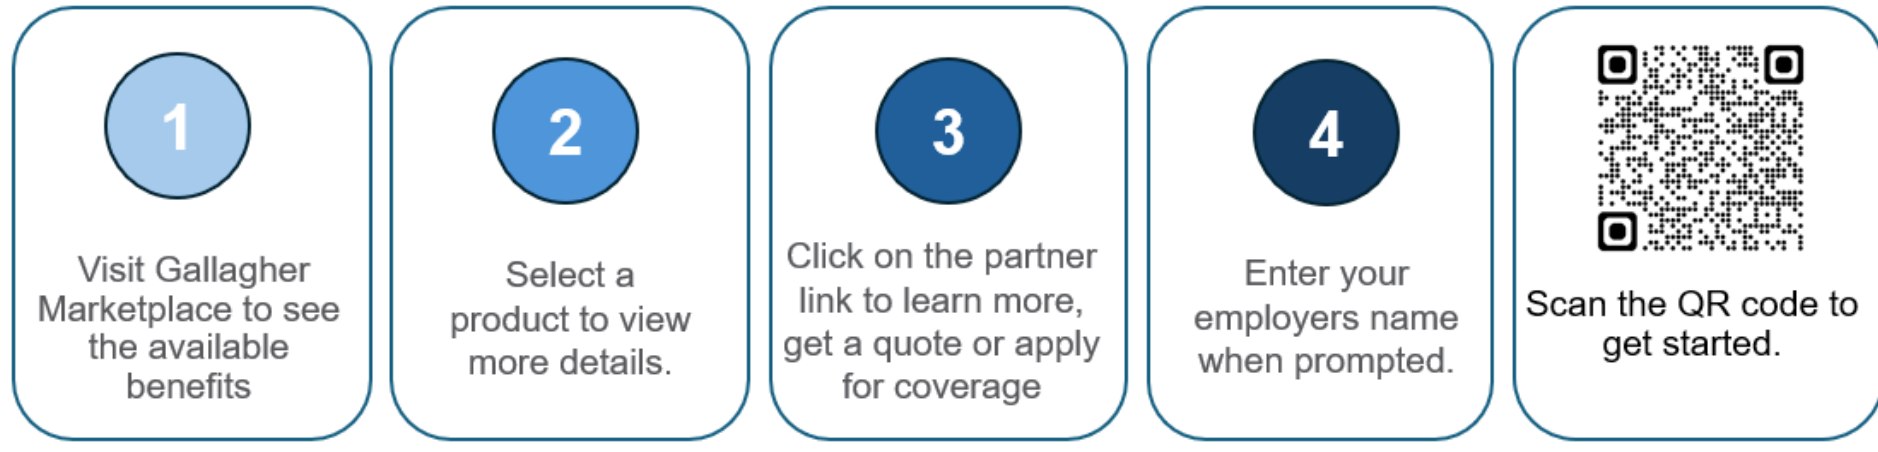 1
Visit Gallagher
Marketplace to see
the available
benefits
2
Select a
product to view
more details.
3
Click on the partner
link to learn more,
get a quote or apply
for coverage
4
Enter your
employers name
when prompted.
Scan the QR code to
get started.